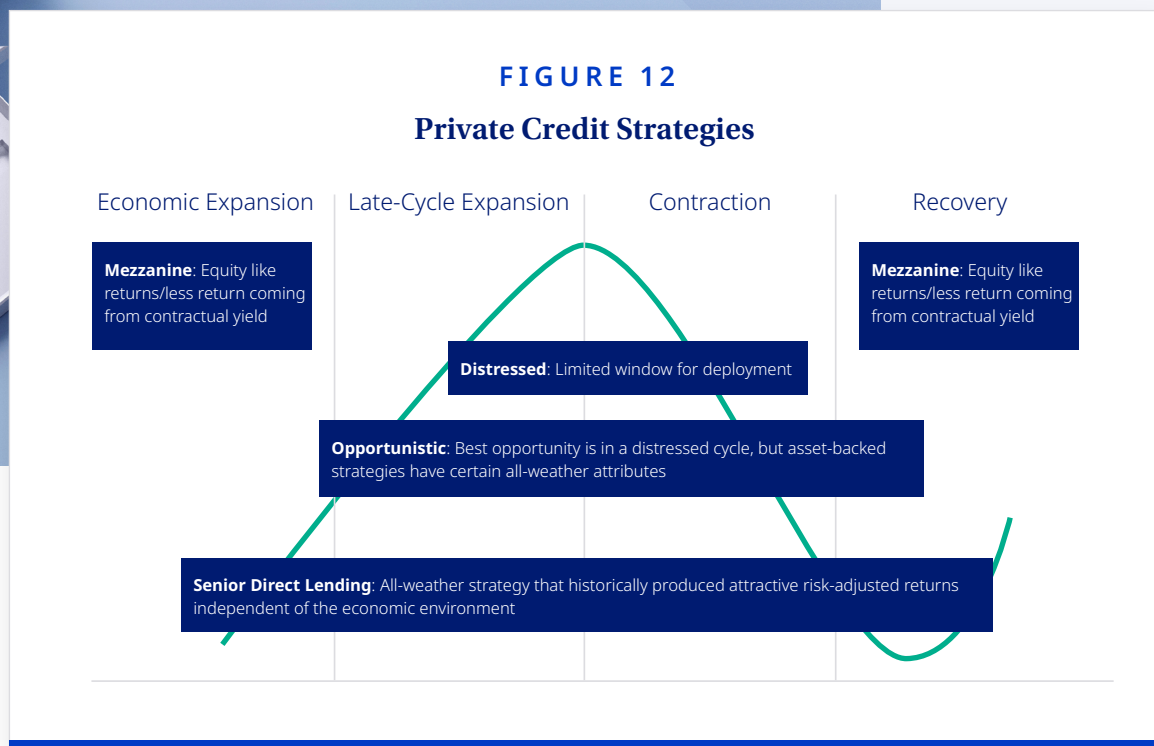 FIGURE 12
Private Credit Strategies
Economic Expansion
Late-Cycle Expansion
Contraction
Recovery
Mezzanine: Equity like
returns/less return coming
from contractual yield
Mezzanine: Equity like
returns/less return coming
from contractual yield
Distressed: Limited window for deployment
Opportunistic: Best opportunity is in a distressed cycle, but asset-backed
strategies have certain all-weather attributes
Senior Direct Lending: All-weather strategy that historically produced attractive risk-adjusted returns
independent of the economic environment